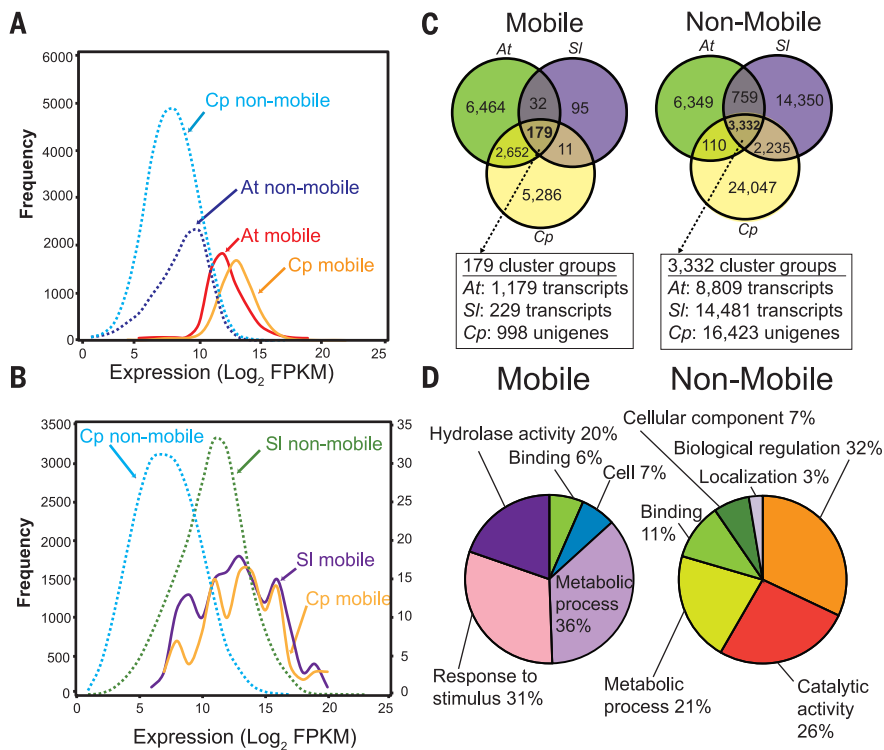 A
6000
5000
4000
3000
2000
1000
0
Frequency
Cp non-mobile
At non-mobile
At mobile
Cp mobile
0 5 10 15 20 25
Expression (Log2 FPKM)
B
3500
3000
2500
2000
1500
1000
500
0
Frequency
35
30
25
20
15
10
5
0
Cp non-mobile
Sl non-mobile
Sl mobile
Cp mobile
0 5 10 15 20 25
Expression (Log2 FPKM)
C
Mobile
At Sl
6,464 32 95
179
2,652 11
5,286
Cp
179 cluster groups
At: 1,179 transcripts
Sl: 229 transcripts
Cp: 998 unigenes
Non-Mobile
At Sl
6,349 759 14,350
3,332
110 2,235
24,047
Cp
3,332 cluster groups
At: 8,809 transcripts
Sl: 14,481 transcripts
Cp: 16,423 unigenes
D
Mobile
Hydrolase activity 20%
Binding 6%
Cell 7%
Metabolic
process
36%
Response to
stimulus 31%
Non-Mobile
Cellular component 7%
Biological regulation 32%
Localization 3%
Binding
11%
Metabolic
process 21%
Catalytic
activity
26%